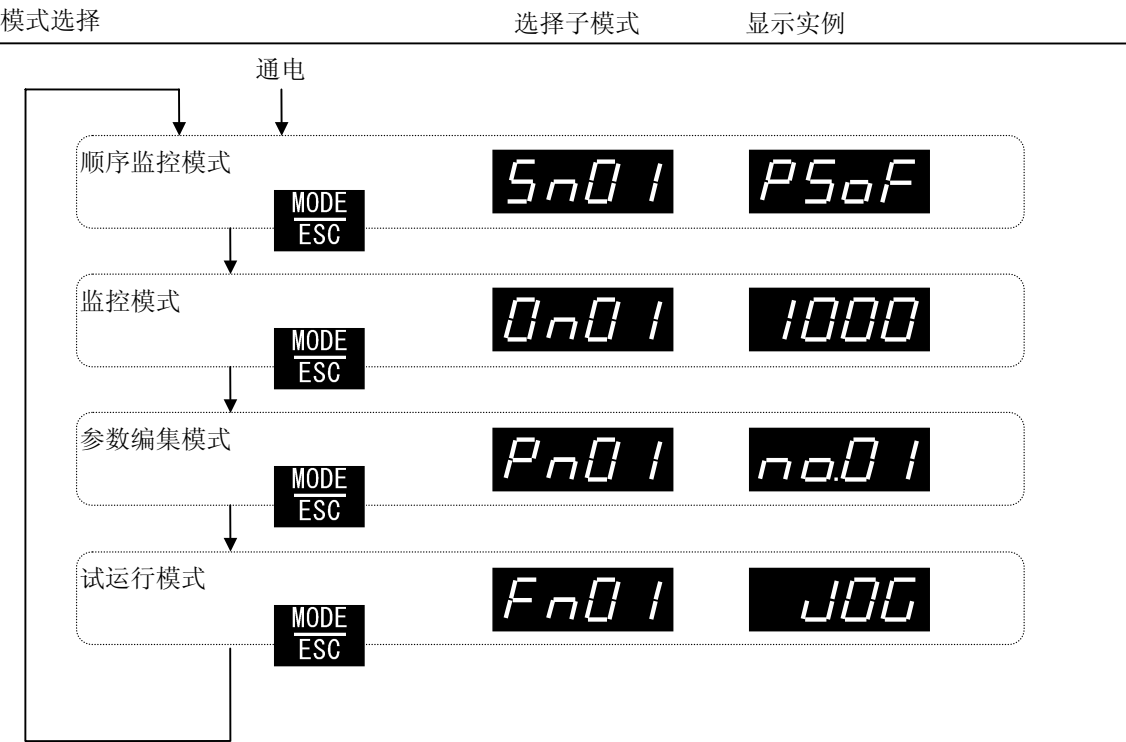 模式选择 选择子模式 显示实例
通电
顺序监控模式
MODE
ESC
Sn01 PSoF
监控模式
MODE
ESC
On01 1000
参数编集模式
MODE
ESC
Pn01 no.01
试运行模式
MODE
ESC
Fn01 JOG